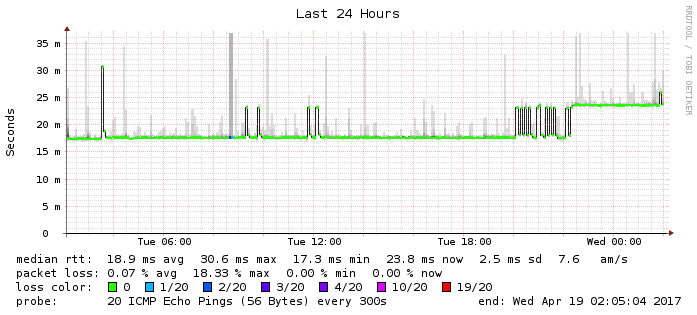 Last 24 Hours
RRDTOOL / TOBI OETIKER
Seconds
35 m
30 m
25 m
20 m
15 m
10 m
5 m
0
Tue 06:00 Tue 12:00 Tue 18:00 Wed 00:00
median rtt: 18.9 ms avg 30.6 ms max 17.3 ms min 23.8 ms now 2.5 ms sd 7.6 am/s
packet loss: 0.07 % avg 18.33 % max 0.00 % min 0.00 % now
loss color: 0 1/20 2/20 3/20 4/20 10/20 19/20
probe: 20 ICMP Echo Pings (56 Bytes) every 300s end: Wed Apr 19 02:05:04 2017